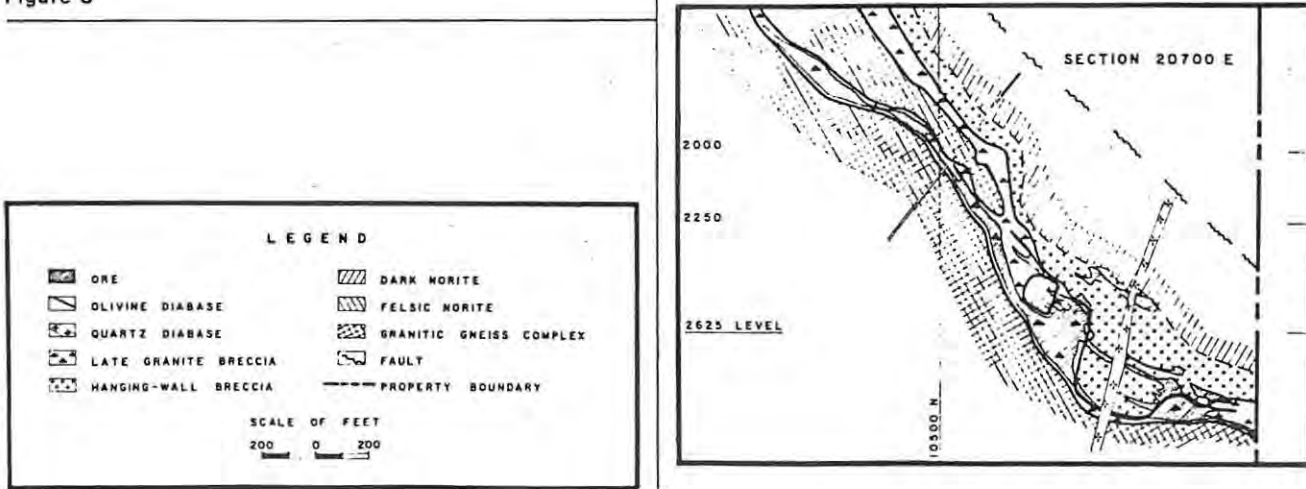 LEGEND
ORE
OLIVINE DIABASE
QUARTZ DIABASE
LATE GRANITE BRECCIA
HANGING-WALL BRECCIA
DARK NORITE
FELSIC NORITE
GRANITIC GNEISS COMPLEX
FAULT
PROPERTY BOUNDARY
SCALE OF FEET
200 0 200
SECTION 20700 E
2000
2250
2625 LEVEL
10500 N